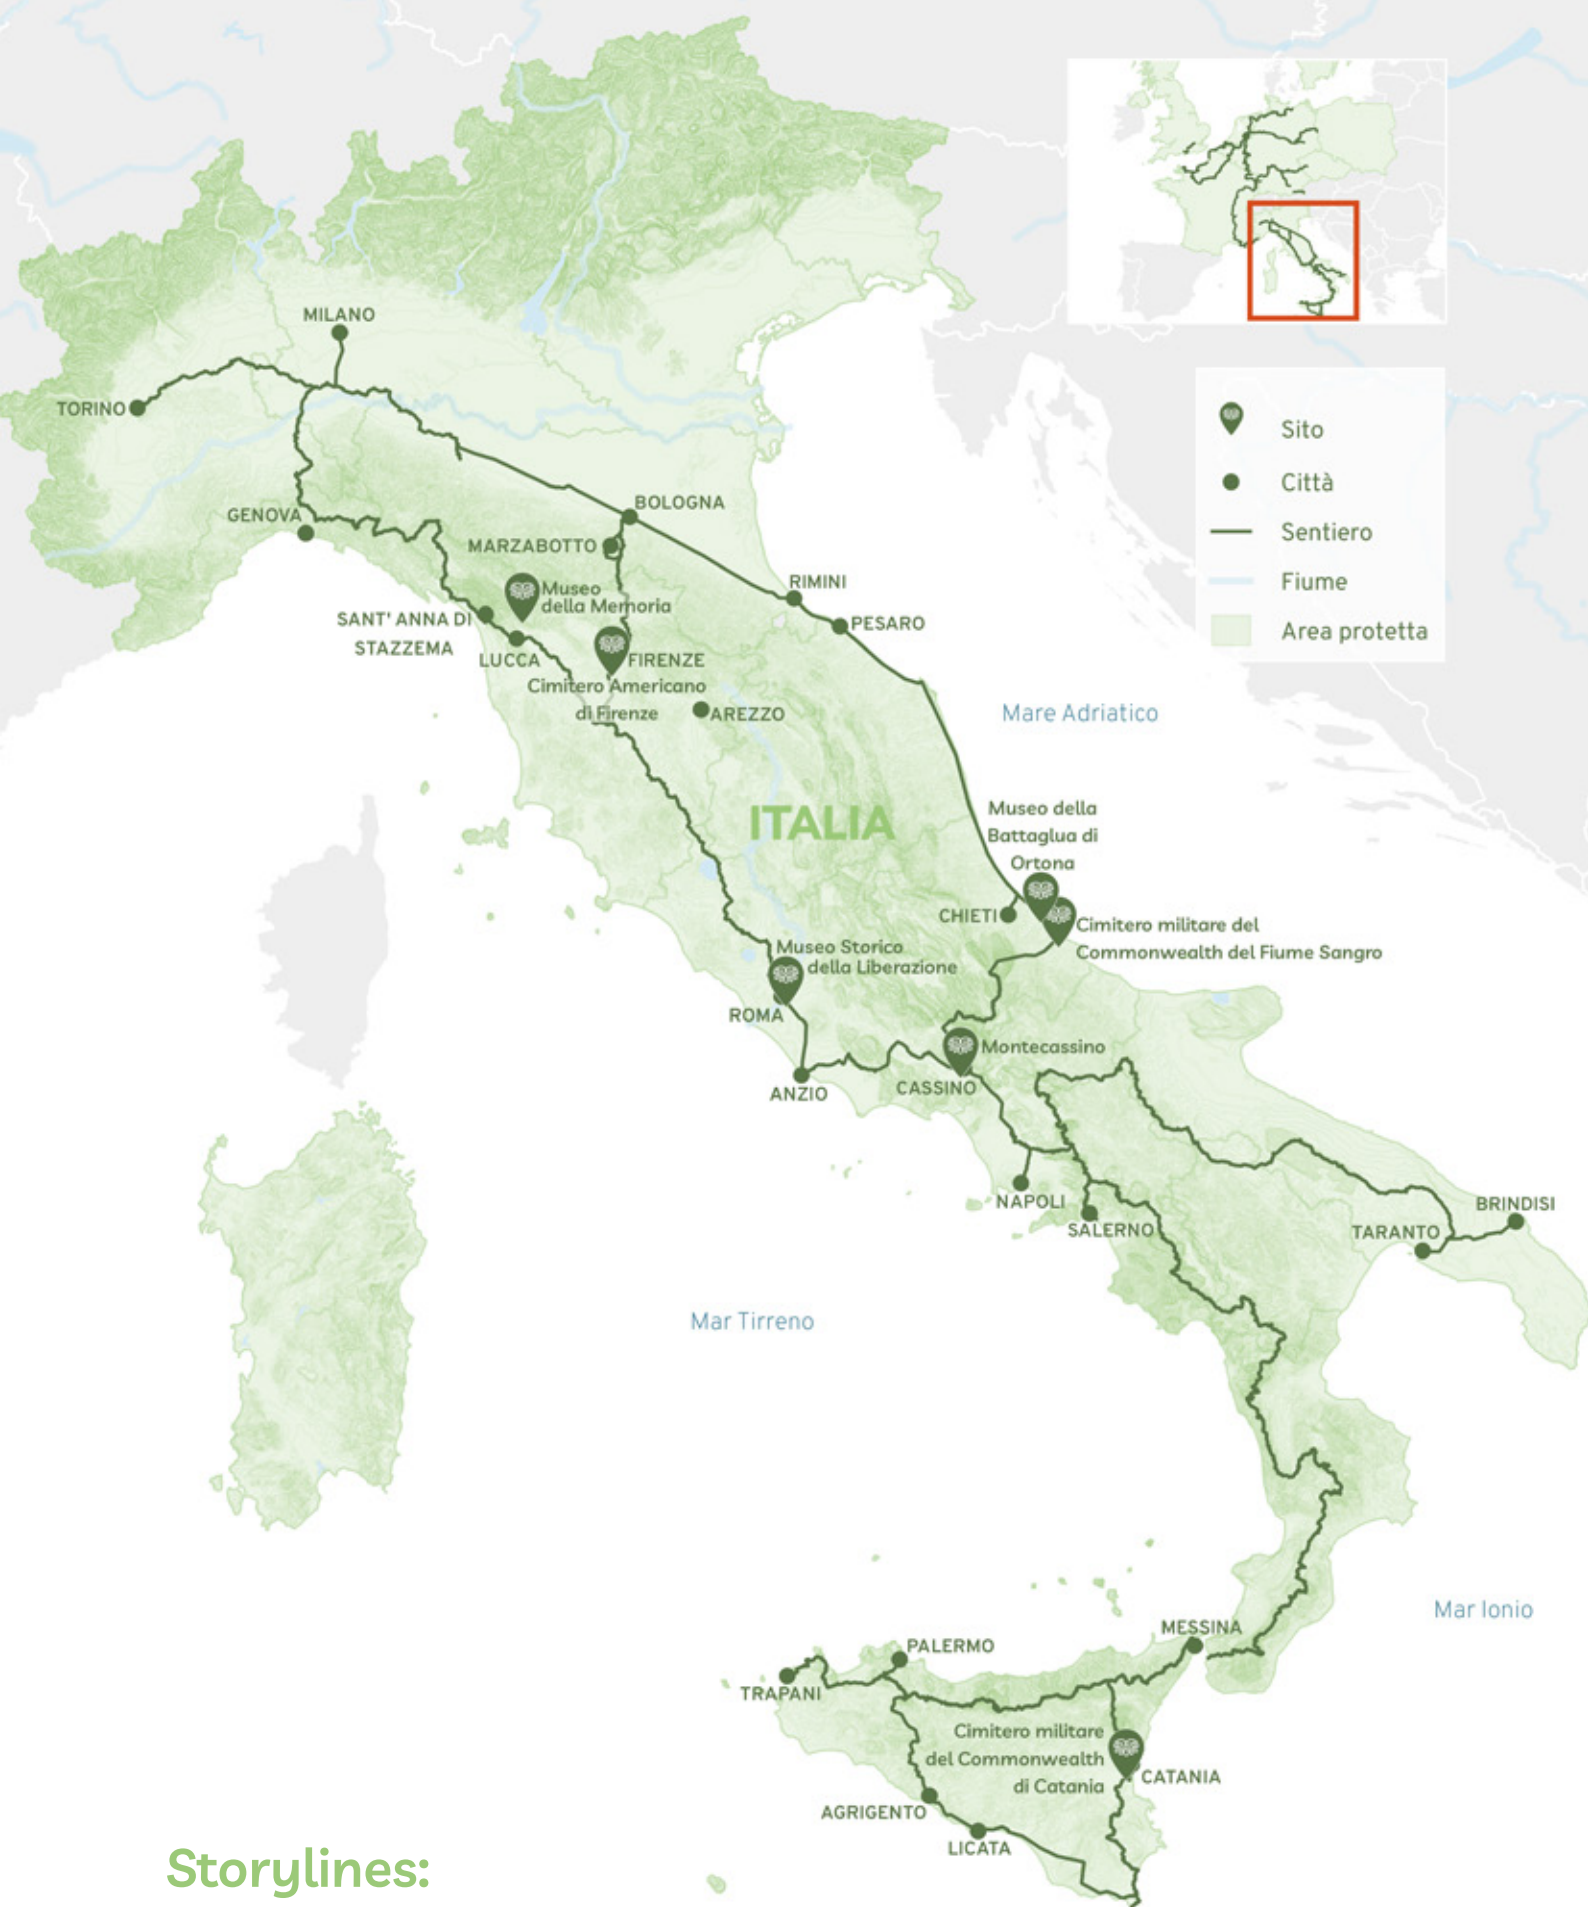 MILANO
TORINO
Sito
Città
Sentiero
Fiume
Area protetta
GENOVA
BOLOGNA
MARZABOTTO
Museo
della Memoria
RIMINI
PESARO
SANT' ANNA DI
STAZZEMA
LUCCA
FIRENZE
Cimitero Americano
di Firenze
AREZZO
Mare Adriatico
ITALIA
Museo della
Battaglua di
Ortona
CHIETI
Cimitero militare del
Commonwealth del Fiume Sangro
Museo Storico
della Liberazione
ROMA
Montecassino
ANZIO
CASSINO
NAPOLI
SALERNO
BRINDISI
TARANTO
Mar Tirreno
Mar Ionio
MESSINA
PALERMO
TRAPANI
Cimitero militare
del Commonwealth
di Catania
CATANIA
AGRIGENTO
LICATA
Storylines: